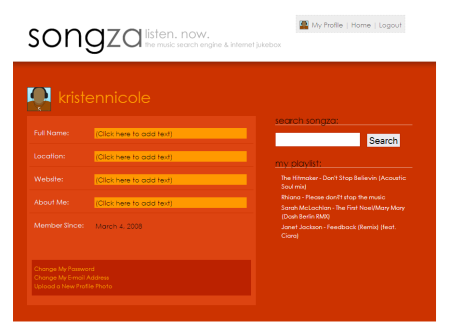 songza listen. now.
the music search engine & internet jukebox
My Profile | Home | Logout
kristennicole
Full Name: (Click here to add text)
Location: (Click here to add text)
Website: (Click here to add text)
About Me: (Click here to add text)
Member Since: March 4, 2008
Change My Password
Change My E-mail Address
Upload a New Profile Photo
search songza:
Search
my playlist:
The Hitmaker - Don't Stop Believin (Acoustic
Soul mix)
Rhiana - Please don't stop the music
Sarah McLachlan - The First Noel/Mary Mary
(Dash Berlin RMX)
Janet Jackson - Feedback (Remix) (feat.
Ciara)